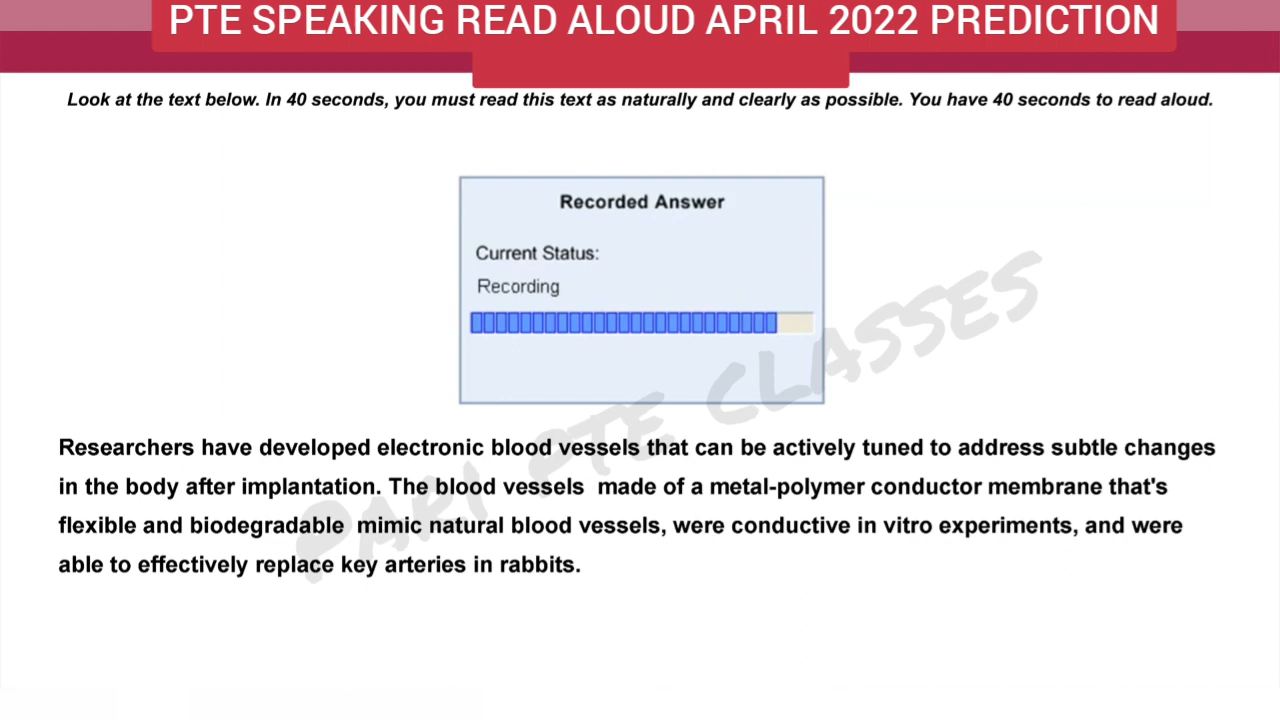 PTE SPEAKING READ ALOUD APRIL 2022 PREDICTION
Look at the text below. In 40 seconds, you must read this text as naturally and clearly as possible. You have 40 seconds to read aloud.
Recorded Answer
Current Status:
Recording
PARI PTE CLASSES
Researchers have developed electronic blood vessels that can be actively tuned to address subtle changes
in the body after implantation. The blood vessels  made of a metal-polymer conductor membrane that's
flexible and biodegradable  mimic natural blood vessels, were conductive in vitro experiments, and were
able to effectively replace key arteries in rabbits.